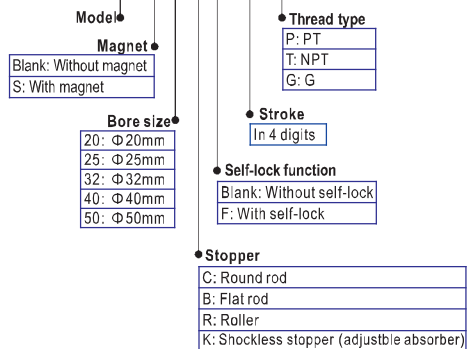 Model
Thread type
P: PT
T: NPT
G: G
Magnet
Blank: Without magnet
S: With magnet
Bore size
20: Φ20mm
25: Φ25mm
32: Φ32mm
40: Φ40mm
50: Φ50mm
Stroke
In 4 digits
Self-lock function
Blank: Without self-lock
F: With self-lock
Stopper
C: Round rod
B: Flat rod
R: Roller
K: Shockless stopper (adjustble absorber)